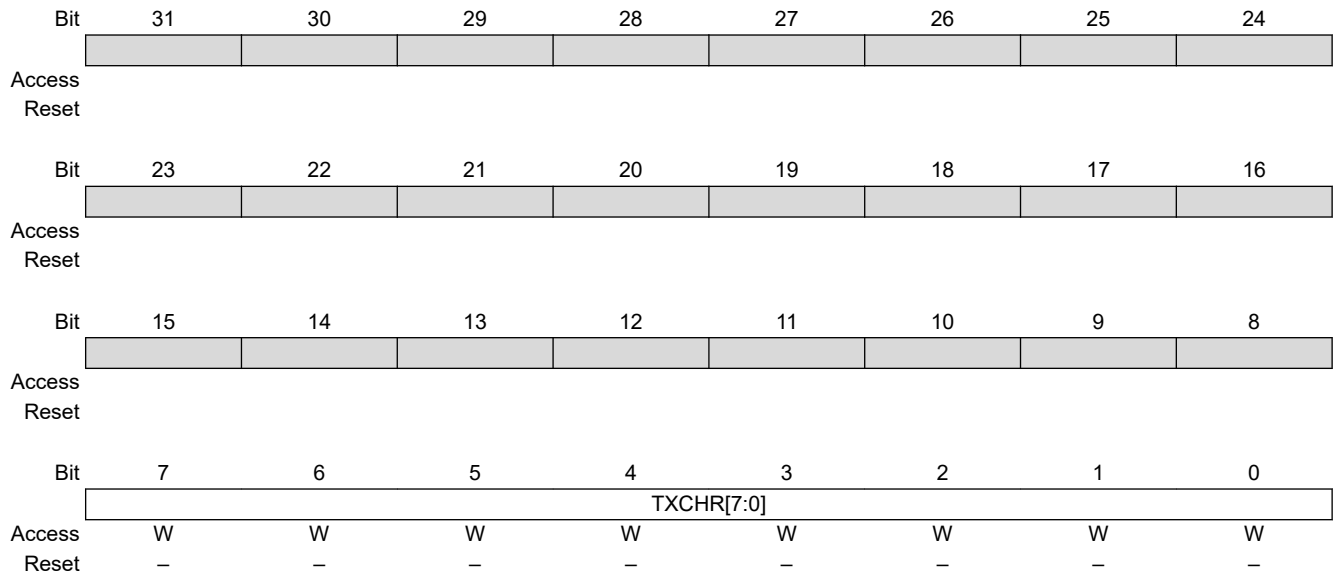 Bit 31 30 29 28 27 26 25 24
Access
Reset
Bit 23 22 21 20 19 18 17 16
Access
Reset
Bit 15 14 13 12 11 10 9 8
Access
Reset
Bit 7 6 5 4 3 2 1 0
TXCHR[7:0]
Access W W W W W W W W
Reset – – – – – – – –